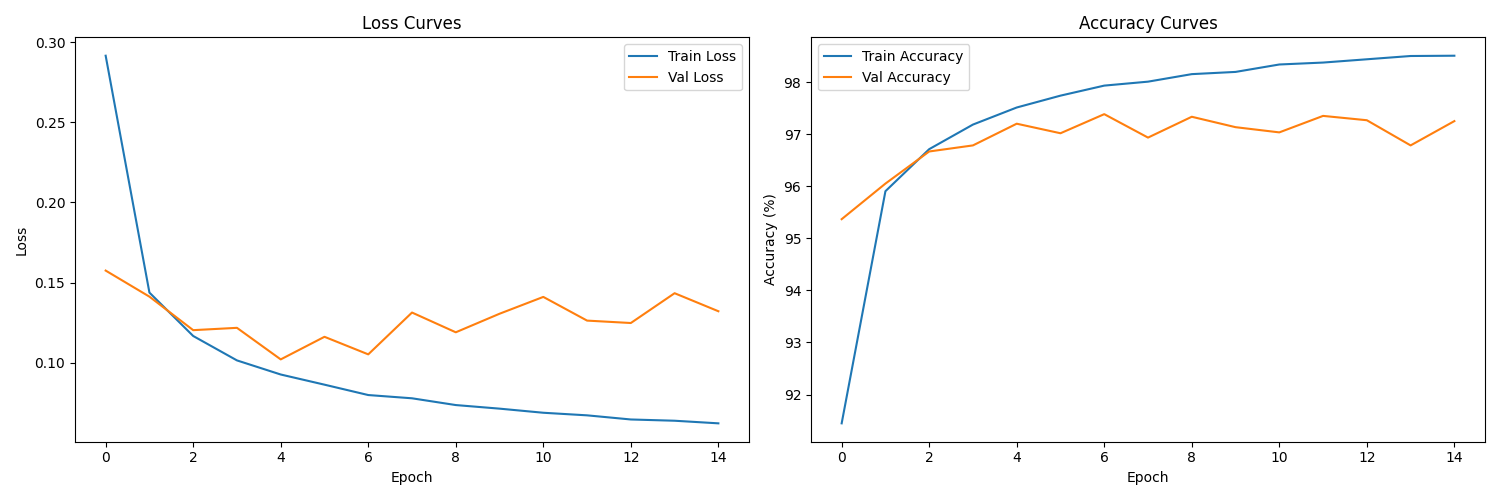 Loss Curves
0.30
0.25
0.20
0.15
0.10
Loss
0 2 4 6 8 10 12 14
Epoch
Train Loss
Val Loss
Accuracy Curves
98
97
96
95
94
93
92
Accuracy (%)
0 2 4 6 8 10 12 14
Epoch
Train Accuracy
Val Accuracy